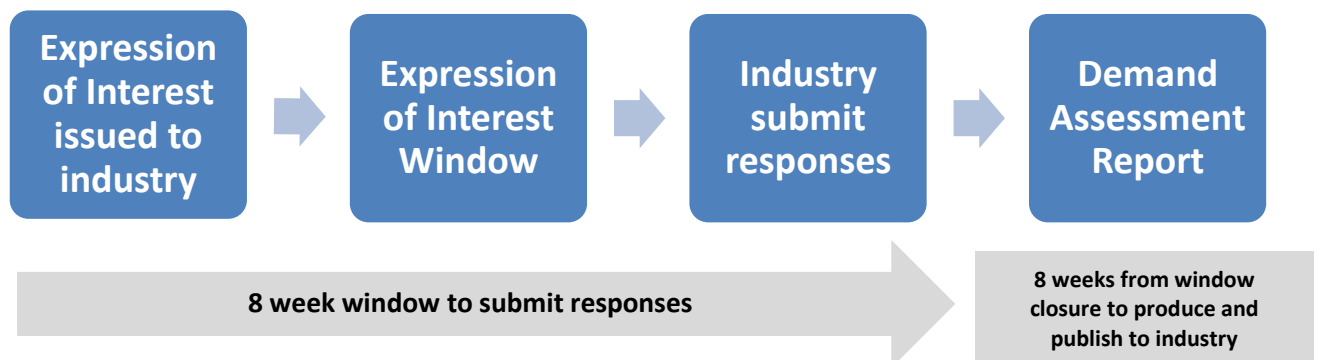 Expression
of Interest
issued to
industry
Expression
of Interest
Window
Industry
submit
responses
Demand
Assessment
Report
8 week window to submit responses
8 weeks from window
closure to produce and
publish to industry